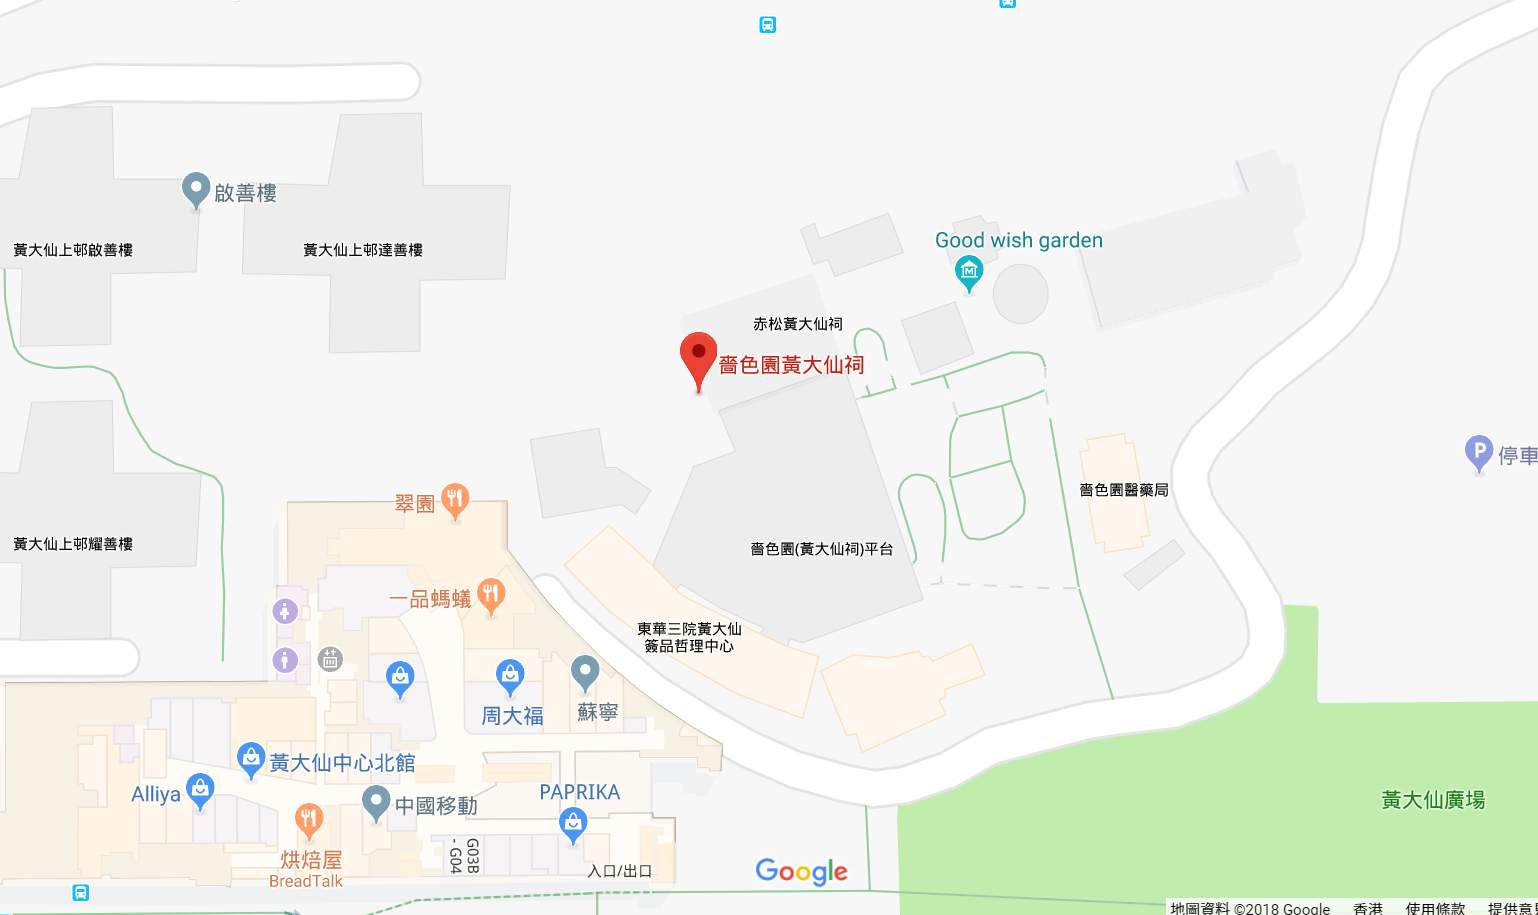 啟善樓
黃大仙上邨啟善樓
黃大仙上邨達善樓
Good wish garden
赤松黃大仙祠
嗇色園黃大仙祠
停車
嗇色園醫藥局
翠園
黃大仙上邨耀善樓
嗇色園(黃大仙祠)平台
一品螞蟻
東華三院黃大仙
簽品哲理中心
周大福
蘇寧
黃大仙中心北館
Alliya
中國移動
PAPRIKA
黃大仙廣場
G03B
- G04
烘焙屋
BreadTalk
入口/出口
Google
地圖資料 ©2018 Google 香港 使用條款 提供意